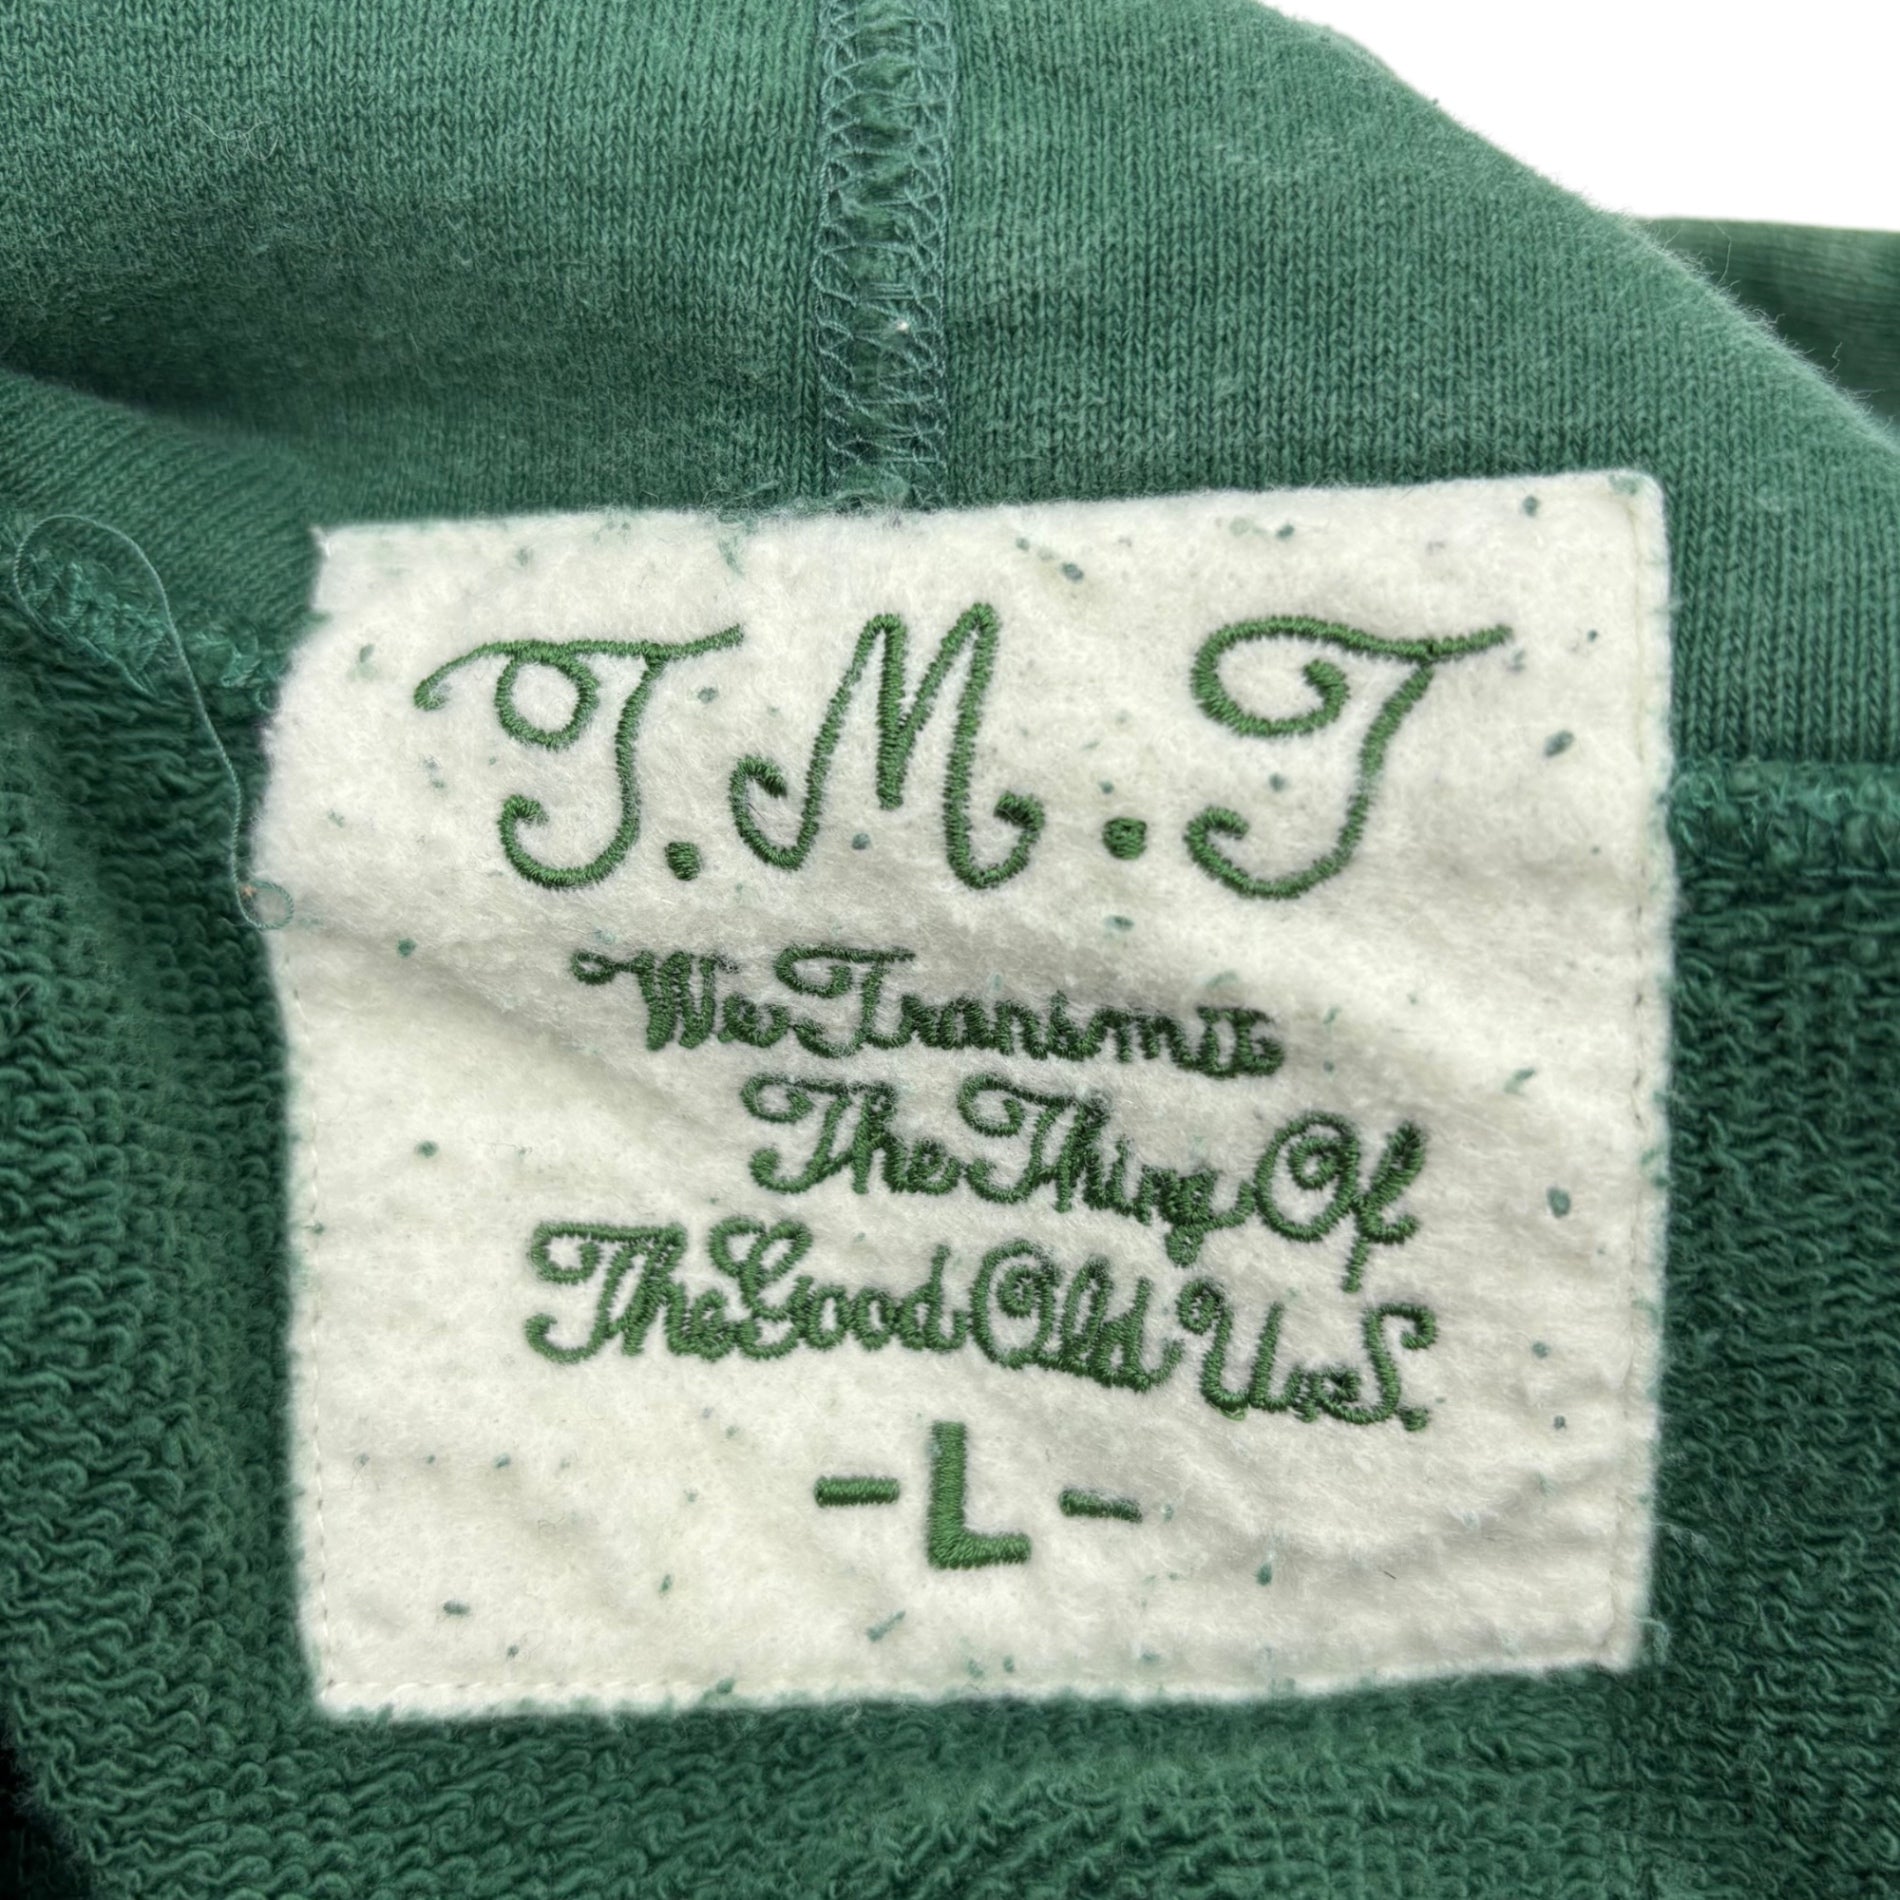 T.M.T
We Transmit
The Thing Of
The Good Old U.S.
-L-